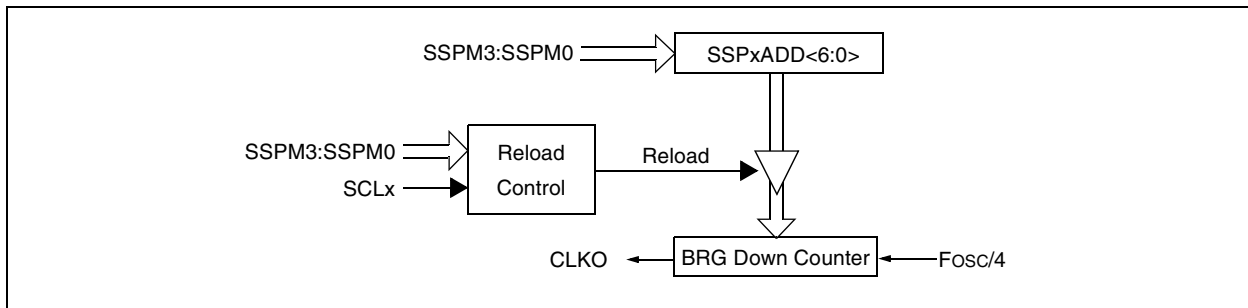 SSPM3:SSPM0
SSPxADD<6:0>
SSPM3:SSPM0
SCLx
Reload
Control
Reload
CLKO
BRG Down Counter
FOSC/4